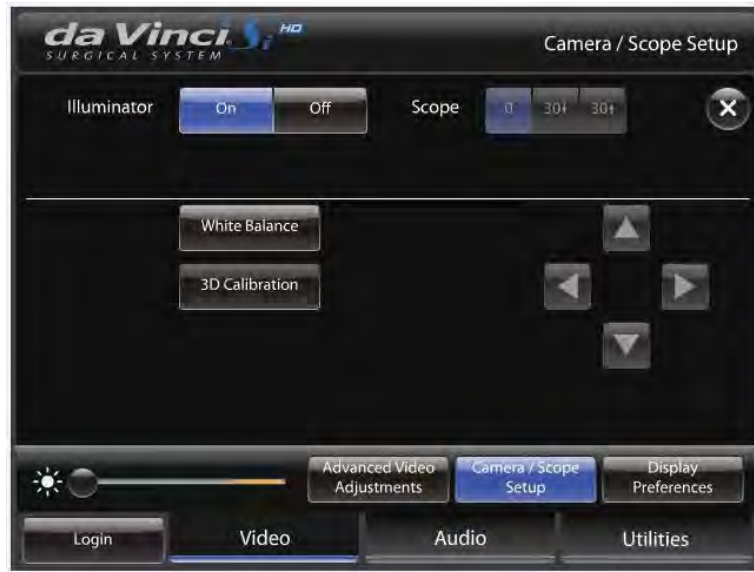 da Vinci Si HD
SURGICAL SYSTEM
Camera / Scope Setup
Illuminator
On
Off
Scope
0
30
30
White Balance
3D Calibration
Advanced Video
Adjustments
Camera / Scope
Setup
Display
Preferences
Login
Video
Audio
Utilities